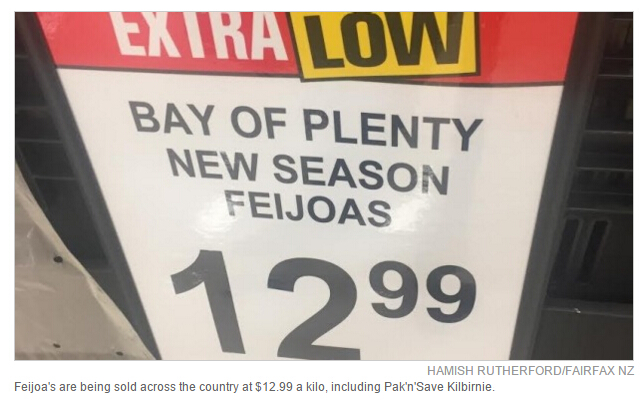 EXTRA LOW
BAY OF PLENTY
NEW SEASON
FEIJOAS
12 99
HAMISH RUTHERFORD/FAIRFAX NZ
Feijoa's are being sold across the country at $12.99 a kilo, including Pak'n'Save Kilbirnie.